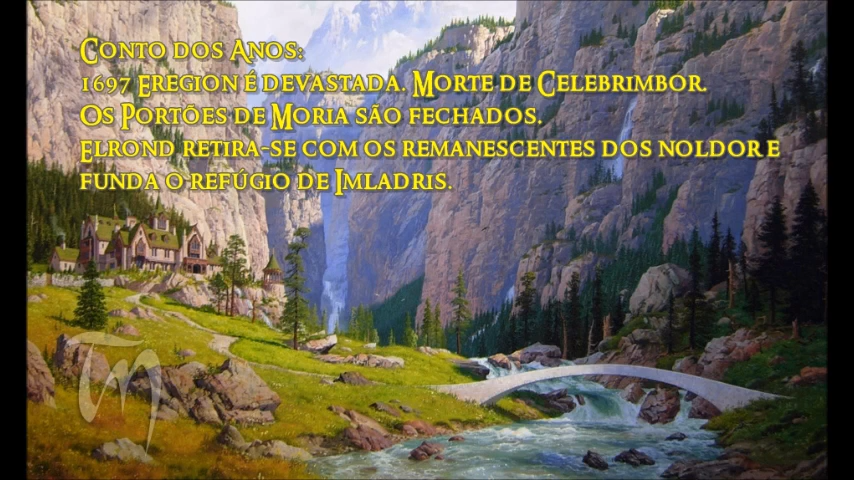 Conto dos Anos:
1697 Eregion é devastada. Morte de Celebrimbor.
Os Portões de Moria são fechados.
Elrond retira-se com os remanescentes dos noldor e
funda o refúgio de Imladris.